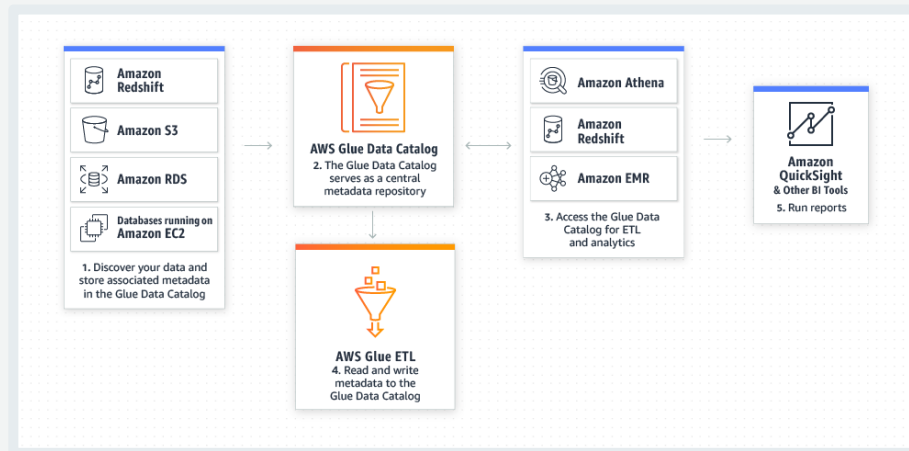 Amazon
Redshift
Amazon S3
Amazon RDS
Databases running on
Amazon EC2
1. Discover your data and
store associated metadata
in the Glue Data Catalog
AWS Glue Data Catalog
2. The Glue Data Catalog
serves as a central
metadata repository
AWS Glue ETL
4. Read and write
metadata to the
Glue Data Catalog
Amazon Athena
Amazon
Redshift
Amazon EMR
3. Access the Glue Data
Catalog for ETL
and analytics
Amazon
QuickSight
& Other BI Tools
5. Run reports